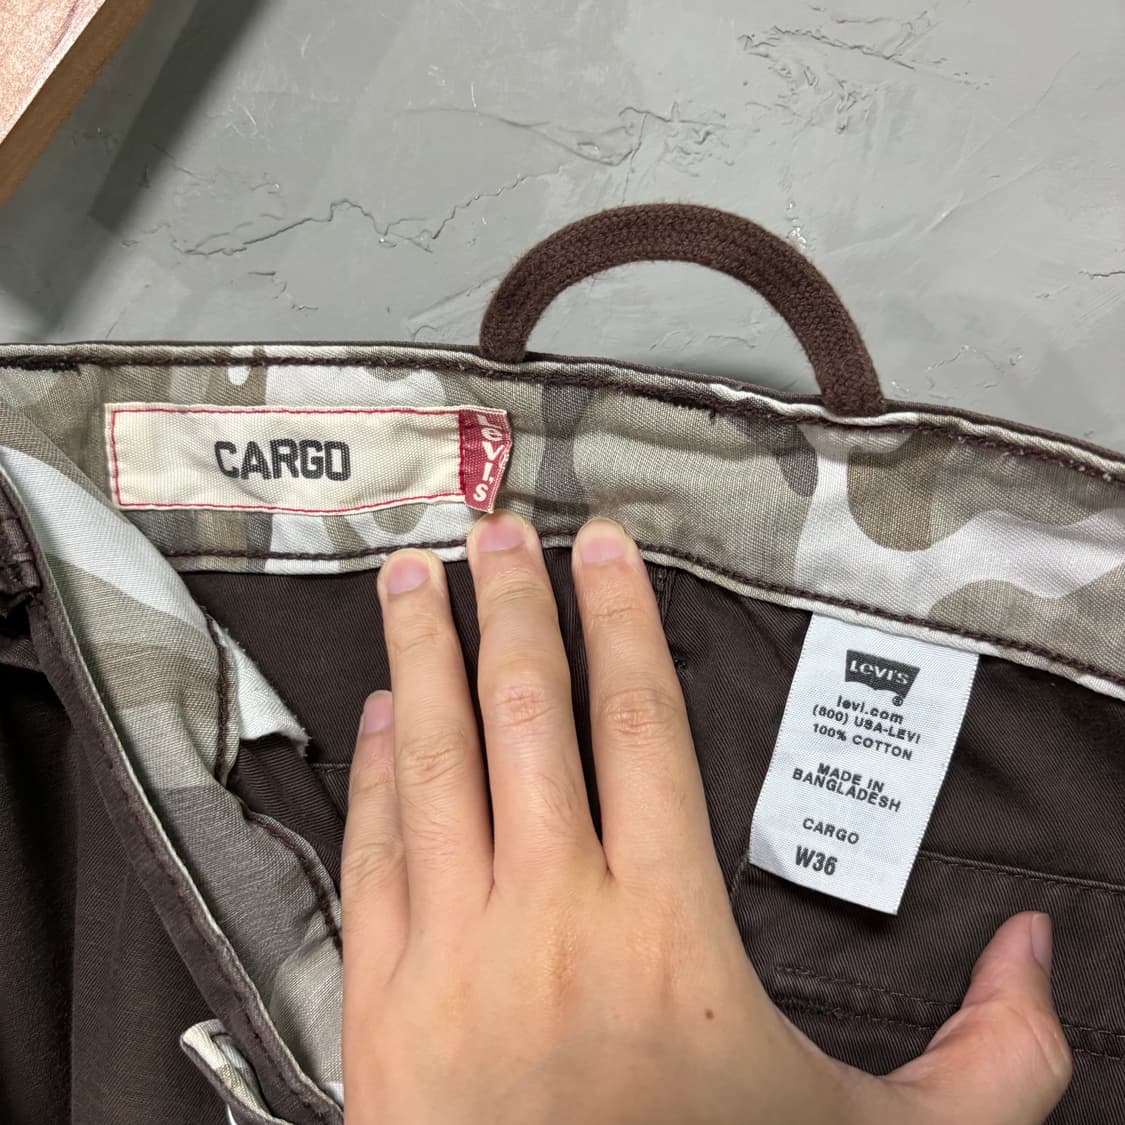 CARGO
Levi's
Levi's
®
levi.com
(800) USA-LEVI
100% COTTON
MADE IN
BANGLADESH
CARGO
W36